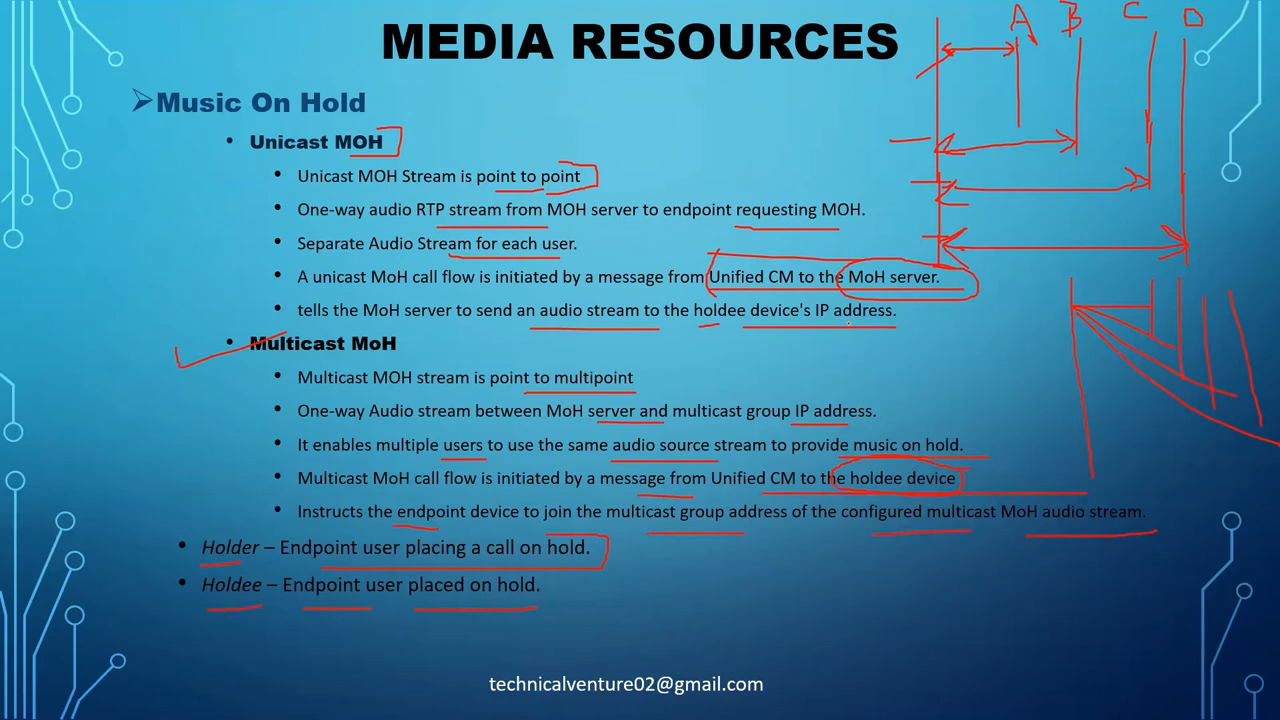 MEDIA RESOURCES
A B C D
Music On Hold
Unicast MOH
Unicast MOH Stream is point to point
One-way audio RTP stream from MOH server to endpoint requesting MOH.
Separate Audio Stream for each user.
A unicast MoH call flow is initiated by a message from Unified CM to the MoH server.
tells the MoH server to send an audio stream to the holdee device's IP address.
Multicast MoH
Multicast MOH stream is point to multipoint
One-way Audio stream between MoH server and multicast group IP address.
It enables multiple users to use the same audio source stream to provide music on hold.
Multicast MoH call flow is initiated by a message from Unified CM to the holdee device
Instructs the endpoint device to join the multicast group address of the configured multicast MoH audio stream.
Holder – Endpoint user placing a call on hold.
Holdee – Endpoint user placed on hold.
technicalventure02@gmail.com